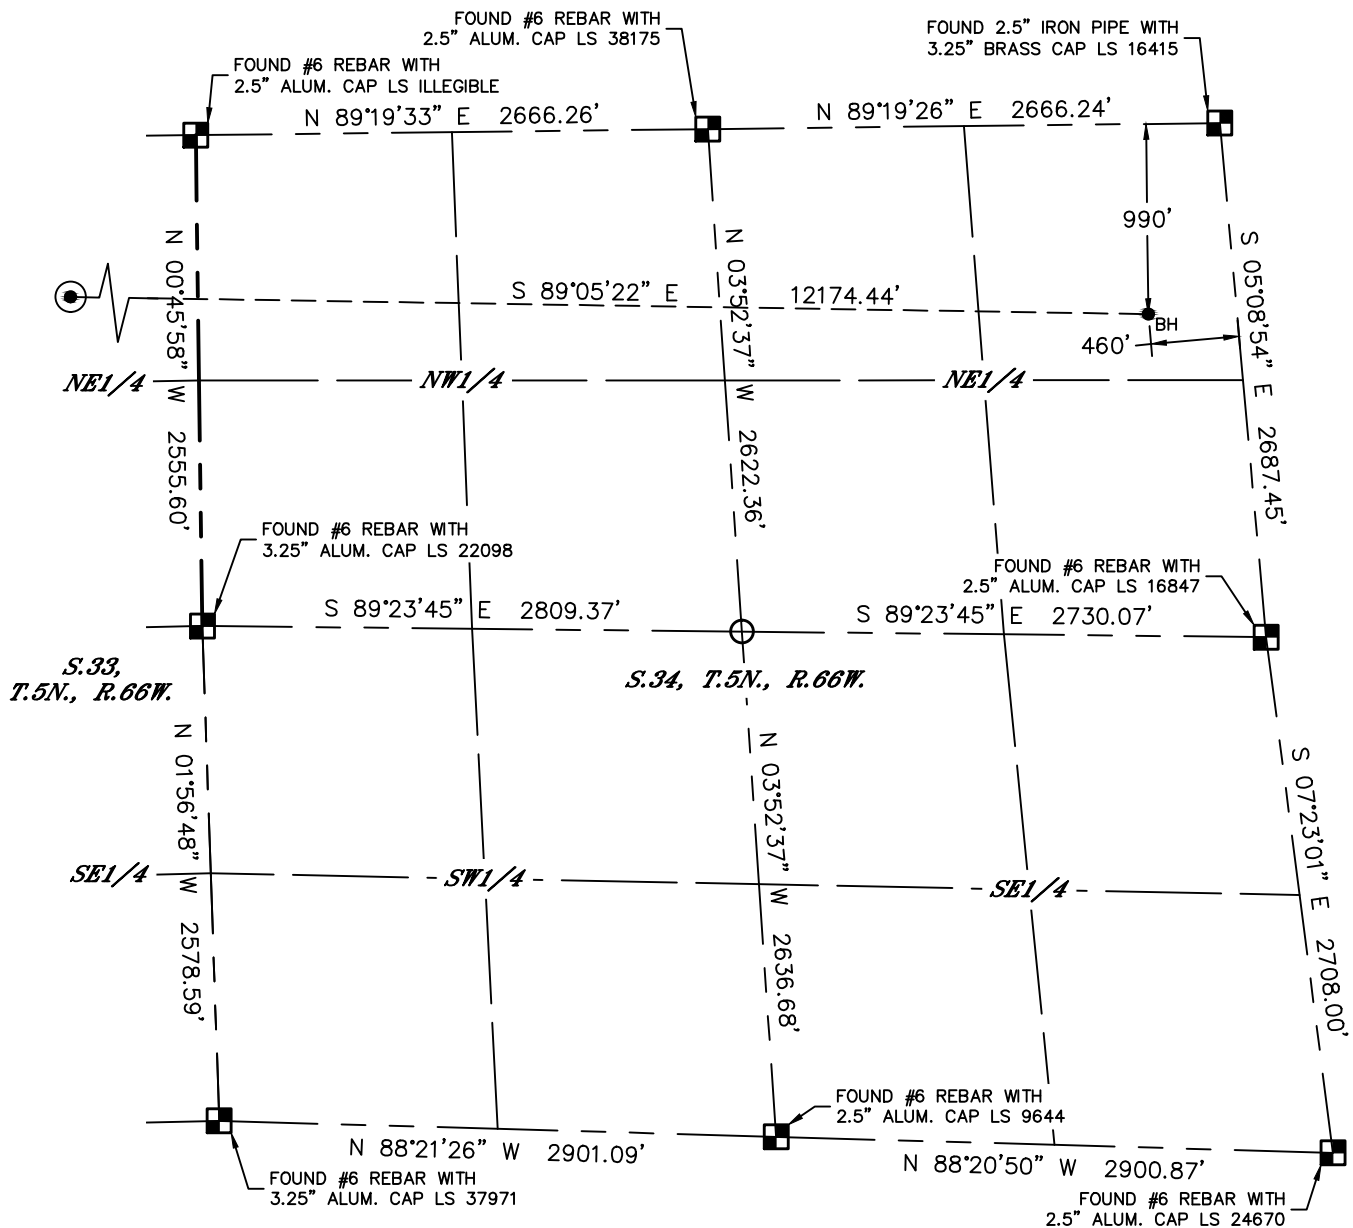 FOUND #6 REBAR WITH
2.5" ALUM. CAP LS 38175
FOUND 2.5" IRON PIPE WITH
3.25" BRASS CAP LS 16415
FOUND #6 REBAR WITH
2.5" ALUM. CAP LS ILLEGIBLE
N 89°19'33" E 2666.26'
N 89°19'26" E 2666.24'
990'
N 00°45'58" W 2555.60'
N 03°52'37" W 2622.36'
S 05°08'54" E 2687.45'
S 89°05'22" E 12174.44'
BH
460'
NE1/4
NW1/4
NE1/4
FOUND #6 REBAR WITH
3.25" ALUM. CAP LS 22098
FOUND #6 REBAR WITH
2.5" ALUM. CAP LS 16847
S 89°23'45" E 2809.37'
S 89°23'45" E 2730.07'
S.33,
T.5N., R.66W.
S.34, T.5N., R.66W.
N 01°56'48" W 2578.59'
N 03°52'37" W 2636.68'
S 07°23'01" E 2708.00'
SE1/4
SW1/4
SE1/4
FOUND #6 REBAR WITH
2.5" ALUM. CAP LS 9644
N 88°21'26" W 2901.09'
N 88°20'50" W 2900.87'
FOUND #6 REBAR WITH
3.25" ALUM. CAP LS 37971
FOUND #6 REBAR WITH
2.5" ALUM. CAP LS 24670